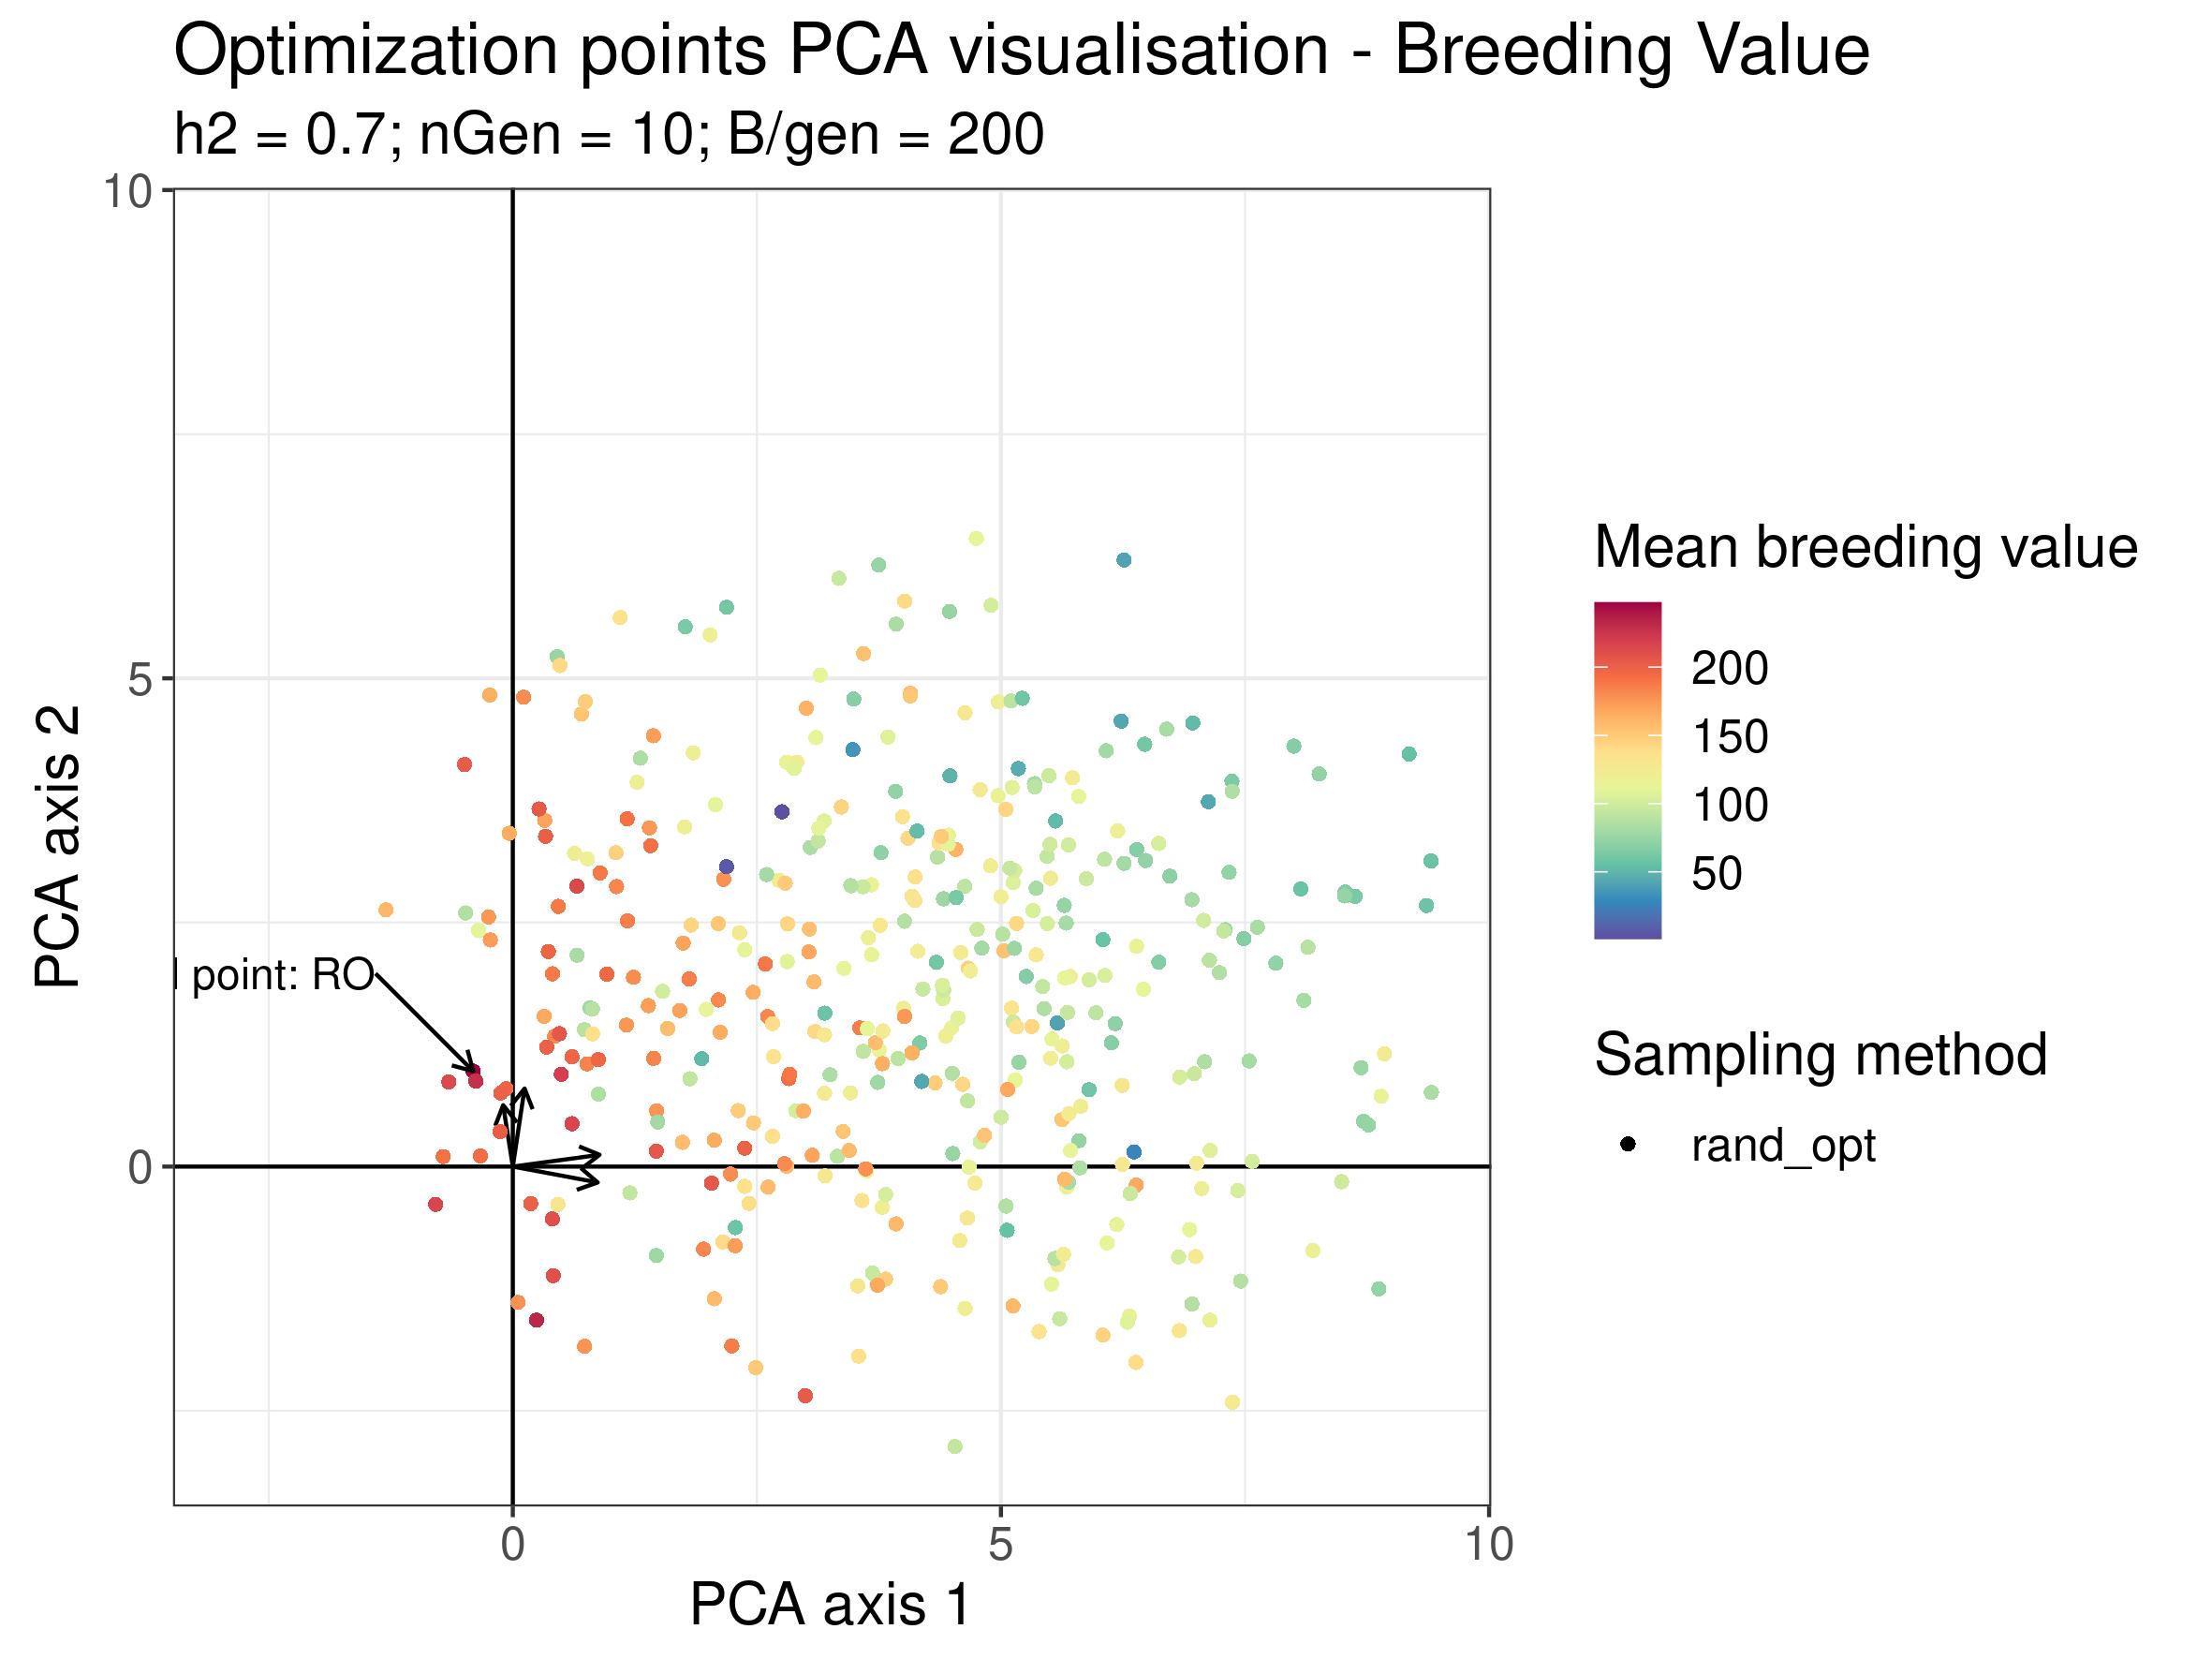 Optimization points PCA visualisation - Breeding Value
h2 = 0.7; nGen = 10; B/gen = 200
10
5
0
PCA axis 2
point: RO
0
5
10
PCA axis 1
Mean breeding value
200
150
100
50
Sampling method
rand_opt